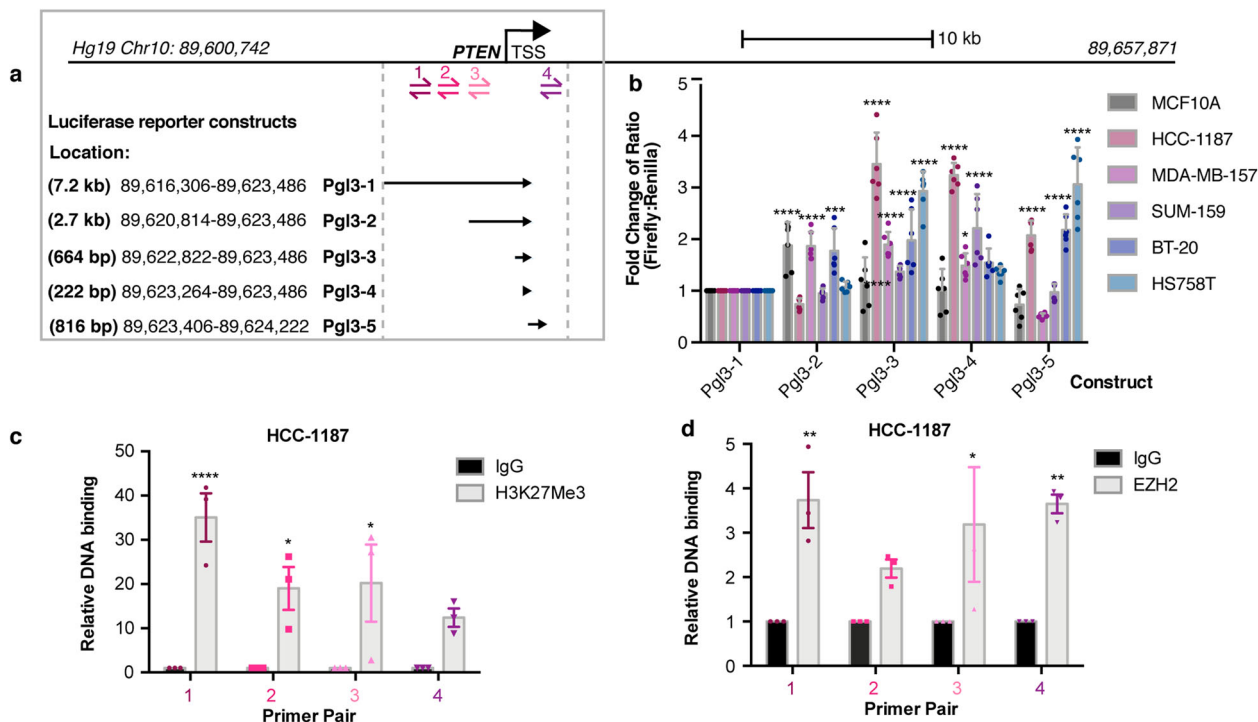 Hg19 Chr10: 89,600,742
PTEN
TSS
10 kb
89,657,871
a
1 2 3 4
Luciferase reporter constructs
Location:
(7.2 kb) 89,616,306-89,623,486 Pgl3-1
(2.7 kb) 89,620,814-89,623,486 Pgl3-2
(664 bp) 89,622,822-89,623,486 Pgl3-3
(222 bp) 89,623,264-89,623,486 Pgl3-4
(816 bp) 89,623,406-89,624,222 Pgl3-5
b
Fold Change of Ratio
(Firefly:Renilla)
5
4
3
2
1
0
**** **** ***
**** **** **** **** ****
**** * ****
**** ****
Pgl3-1
Pgl3-2
Pgl3-3
Pgl3-4
Pgl3-5
Construct
MCF10A
HCC-1187
MDA-MB-157
SUM-159
BT-20
HS758T
c
HCC-1187
Relative DNA binding
50
40
30
20
10
0
****
*
*
IgG
H3K27Me3
1 2 3 4
Primer Pair
d
HCC-1187
Relative DNA binding
5
4
3
2
1
0
**
*
**
IgG
EZH2
1 2 3 4
Primer Pair